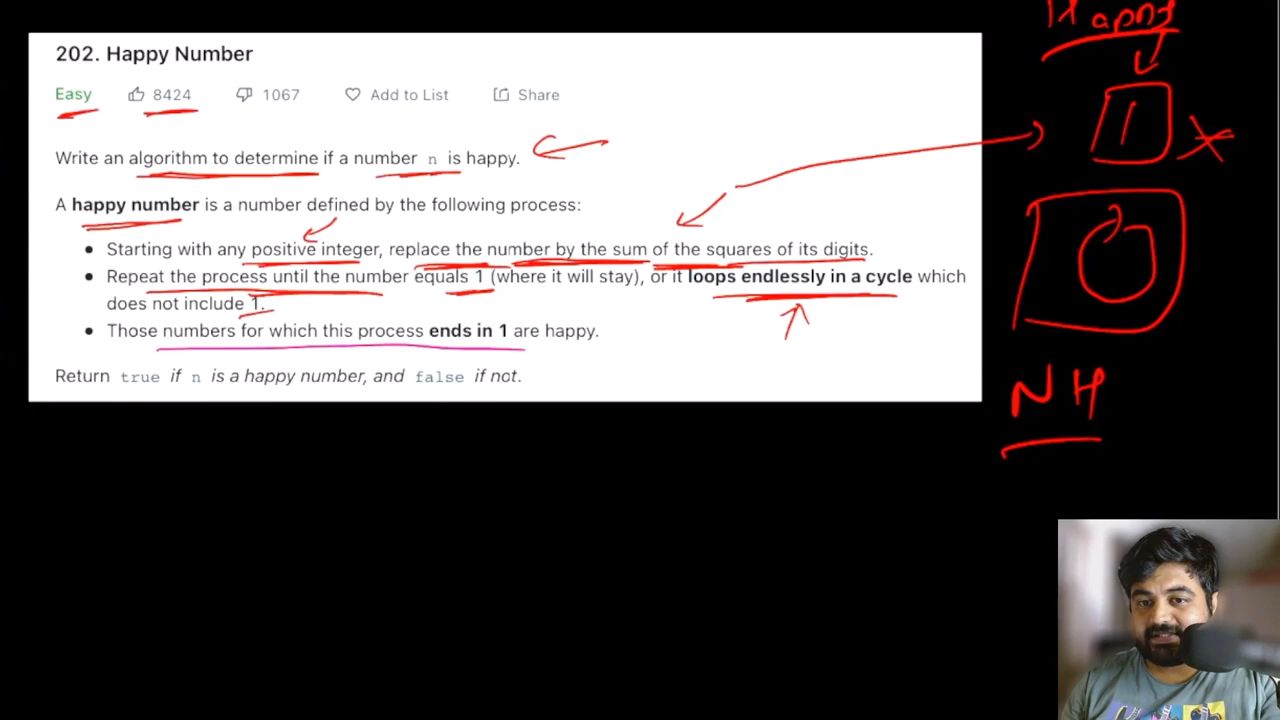 202. Happy Number
Easy 8424 1067 Add to List Share
Write an algorithm to determine if a number n is happy.
A happy number is a number defined by the following process:
• Starting with any positive integer, replace the number by the sum of the squares of its digits.
• Repeat the process until the number equals 1 (where it will stay), or it loops endlessly in a cycle which
does not include 1.
• Those numbers for which this process ends in 1 are happy.
Return true if n is a happy number, and false if not.
Happy
1
NH